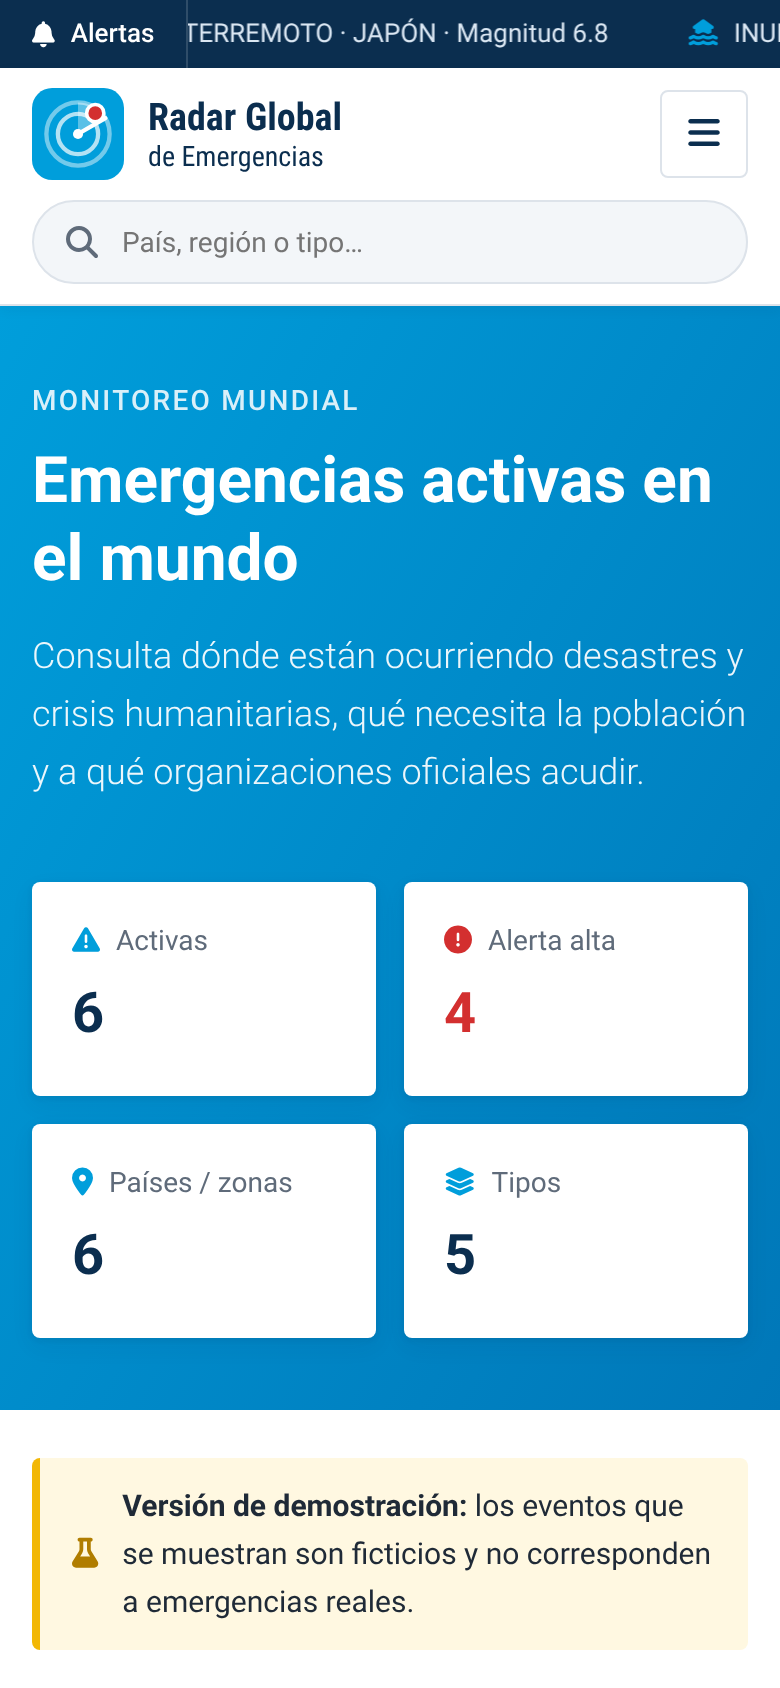 Alertas
TERREMOTO · JAPÓN · Magnitud 6.8
Radar Global
de Emergencias
País, región o tipo...
MONITOREO MUNDIAL
Emergencias activas en
el mundo
Consulta dónde están ocurriendo desastres y
crisis humanitarias, qué necesita la población
y a qué organizaciones oficiales acudir.
Activas
6
Alerta alta
4
Países / zonas
6
Tipos
5
Versión de demostración: los eventos que
se muestran son ficticios y no corresponden
a emergencias reales.